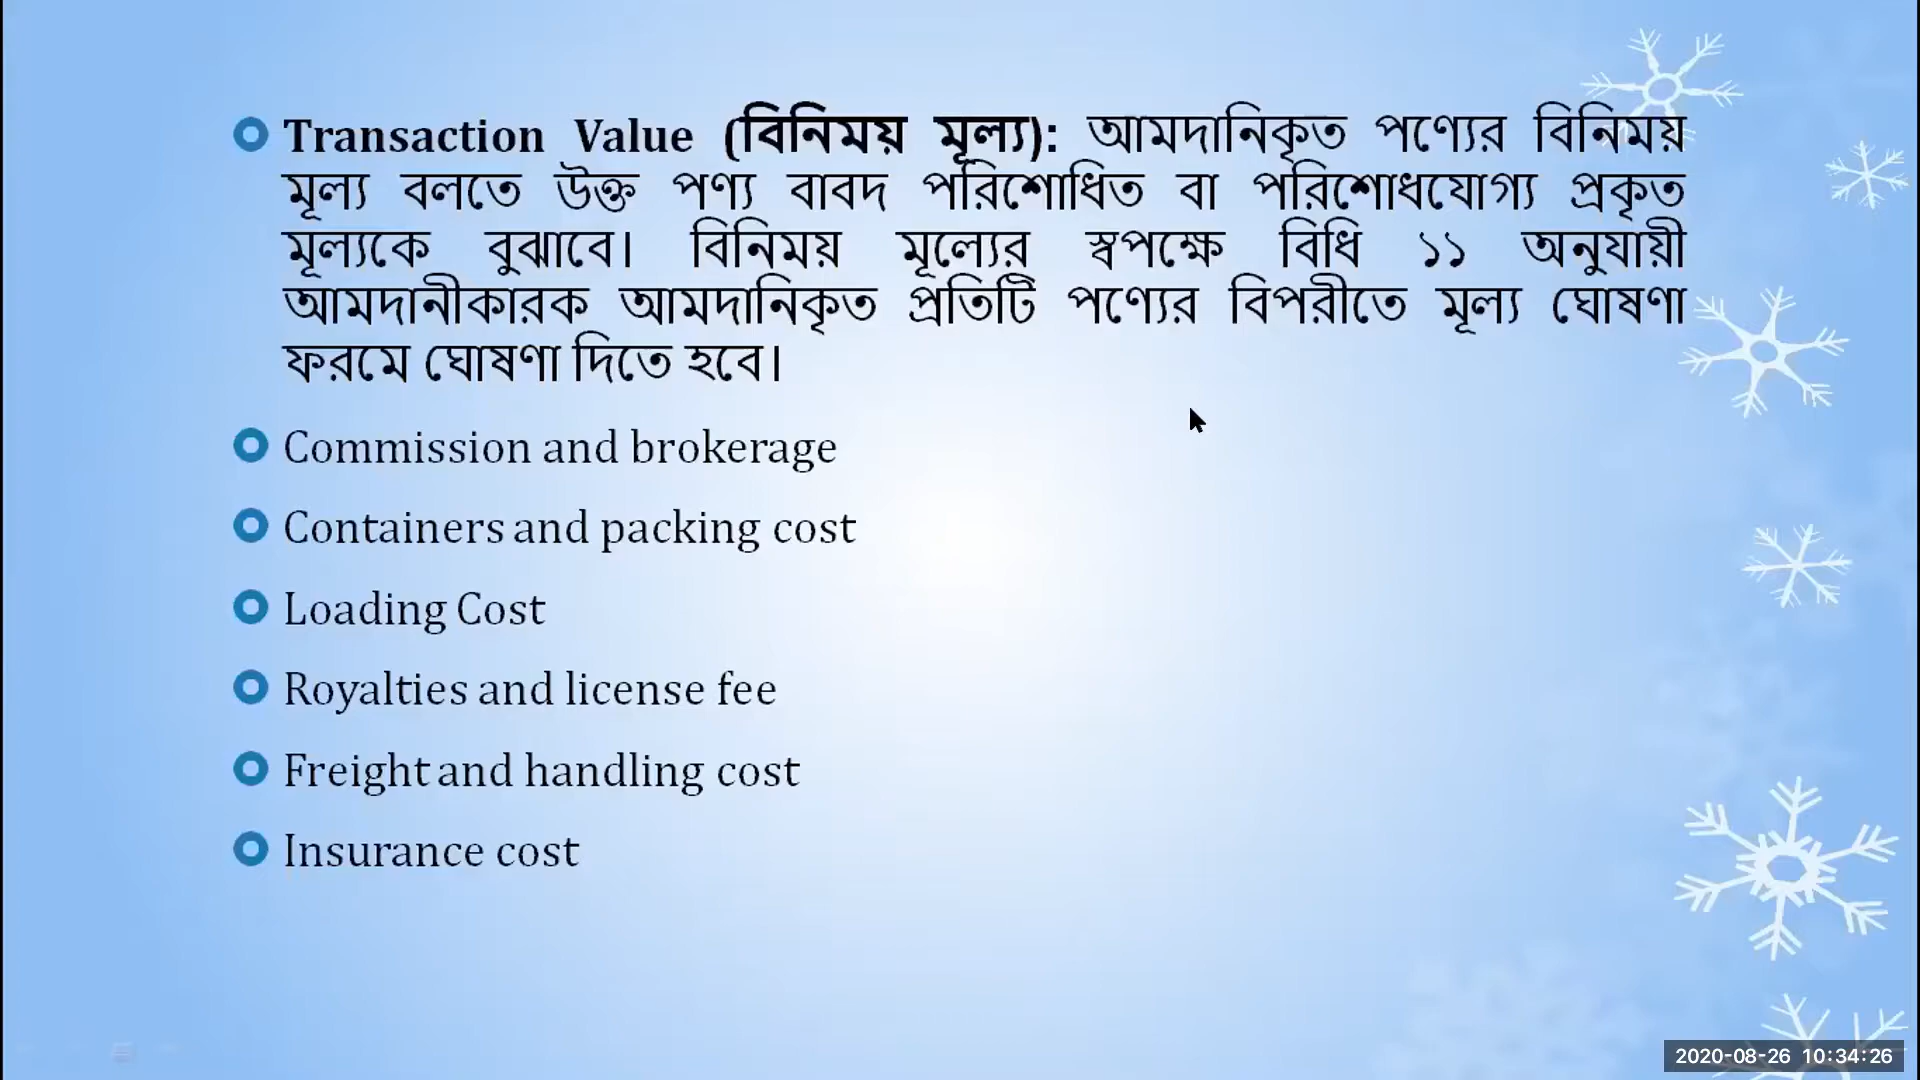 Transaction Value (বিনিময় মূল্য): আমদানিকৃত পণ্যের বিনিময়
মূল্য বলতে উক্ত পণ্য বাবদ পরিশোধিত বা পরিশোধযোগ্য প্রকৃত
মূল্যকে বুঝাবে। বিনিময় মূল্যের স্বপক্ষে বিধি ১১ অনুযায়ী
আমদানীকারক আমদানিকৃত প্রতিটি পণ্যের বিপরীতে মূল্য ঘোষণা
ফরমে ঘোষণা দিতে হবে।
Commission and brokerage
Containers and packing cost
Loading Cost
Royalties and license fee
Freight and handling cost
Insurance cost
2020-08-26 10:34:26